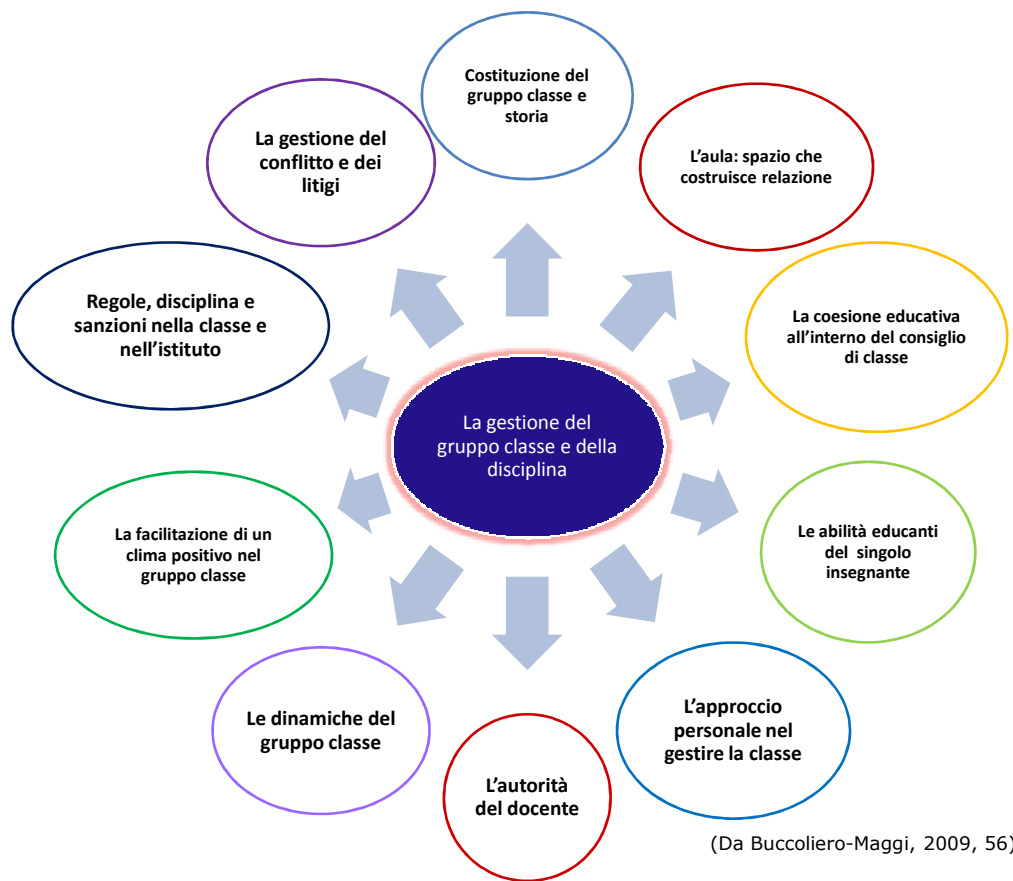 Costituzione del
gruppo classe e
storia
L'aula: spazio che
costruisce relazione
La coesione educativa
all'interno del consiglio
di classe
Le abilità educanti
del singolo
insegnante
L'approccio
personale nel
gestire la classe
L'autorità
del docente
Le dinamiche del
gruppo classe
La facilitazione di un
clima positivo nel
gruppo classe
Regole, disciplina e
sanzioni nella classe e
nell'istituto
La gestione del
conflitto e dei
litigi
La gestione del
gruppo classe e della
disciplina
(Da Buccoliero-Maggi, 2009, 56)